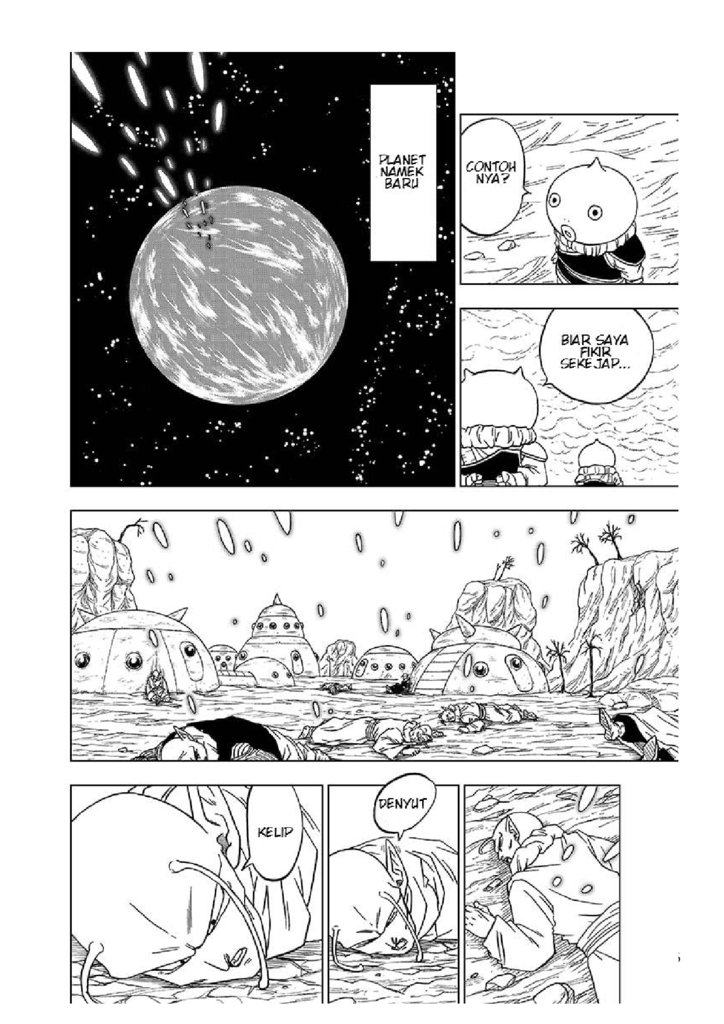 PLANET
NAMEK
BARU
CONTOH
NYA?
BIAR SAYA
FIKIR
SEKEJAP...
KELIP
DENYUT